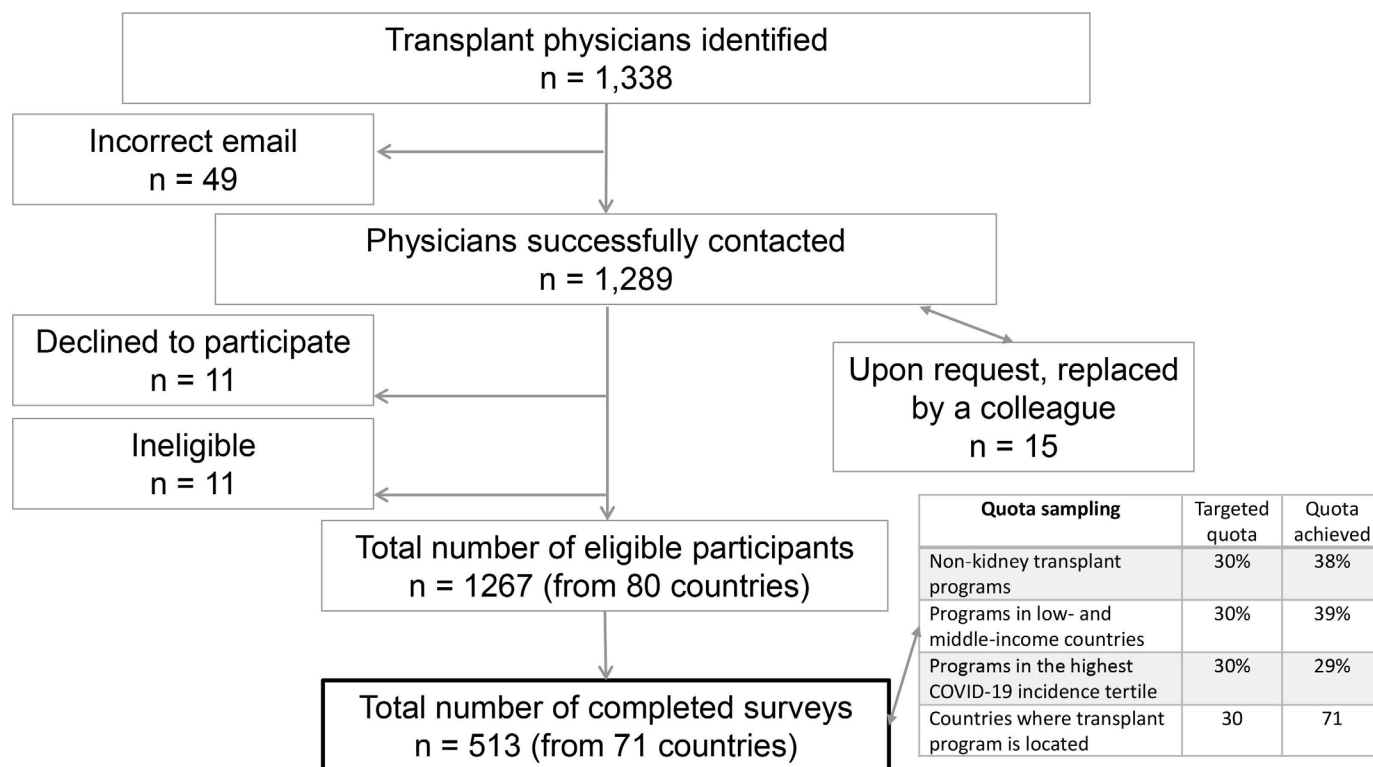 Transplant physicians identified
n = 1,338
Incorrect email
n = 49
Physicians successfully contacted
n = 1,289
Declined to participate
n = 11
Upon request, replaced
by a colleague
n = 15
Ineligible
n = 11
Total number of eligible participants
n = 1267 (from 80 countries)
Total number of completed surveys
n = 513 (from 71 countries)
Quota sampling
Targeted
quota
Quota
achieved
Non-kidney transplant
programs
30%
38%
Programs in low- and
middle-income countries
30%
39%
Programs in the highest
COVID-19 incidence tertile
30%
29%
Countries where transplant
program is located
30
71